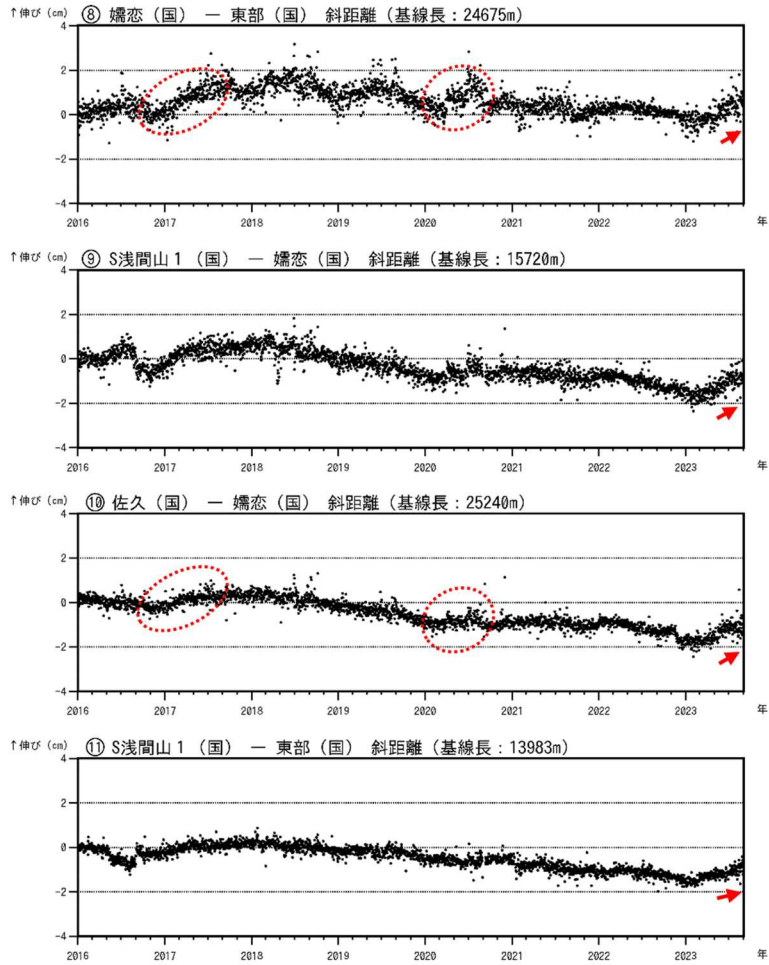 ↑伸び（cm） ⑧ 嬬恋（国） － 東部（国） 斜距離（基線長：24675m）
4
2
0
-2
-4
2016 2017 2018 2019 2020 2021 2022 2023 年
↑伸び（cm） ⑨ S浅間山１（国） － 嬬恋（国） 斜距離（基線長：15720m）
4
2
0
-2
-4
2016 2017 2018 2019 2020 2021 2022 2023 年
↑伸び（cm） ⑩ 佐久（国） － 嬬恋（国） 斜距離（基線長：25240m）
4
2
0
-2
-4
2016 2017 2018 2019 2020 2021 2022 2023 年
↑伸び（cm） ⑪ S浅間山１（国） － 東部（国） 斜距離（基線長：13983m）
4
2
0
-2
-4
2016 2017 2018 2019 2020 2021 2022 2023 年